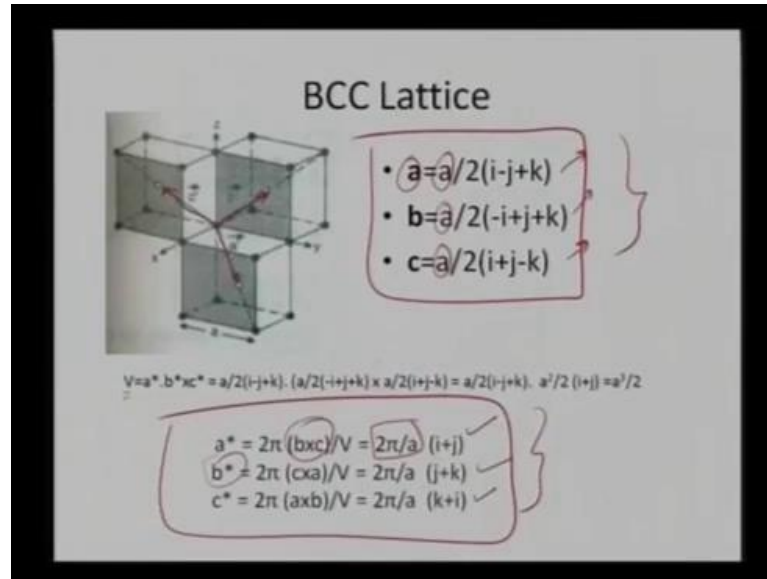 BCC Lattice
• a=a/2(i-j+k)
• b=a/2(-i+j+k)
• c=a/2(i+j-k)
z
x
y
a
V=a*.b*xc* = a/2(i-j+k). (a/2(-i+j+k) x a/2(i+j-k) = a/2(i-j+k). a²/2 (i+j) =a³/2
a* = 2π (bxc)/V = 2π/a (i+j)
b* = 2π (cxa)/V = 2π/a (j+k)
c* = 2π (axb)/V = 2π/a (k+i)